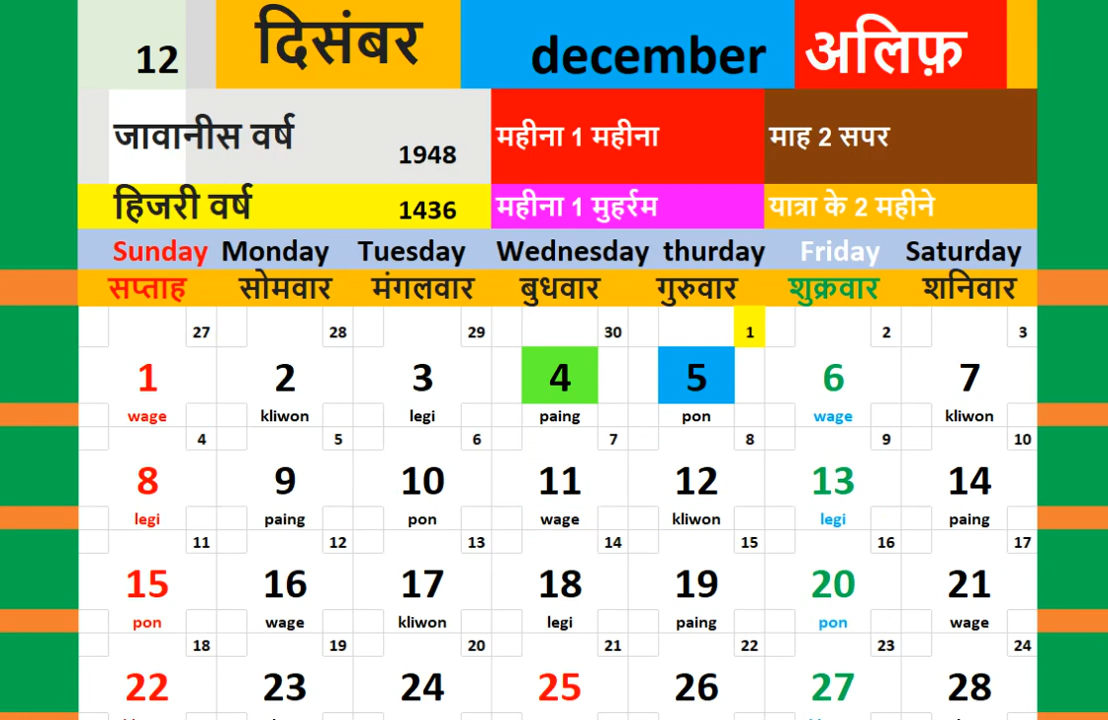 12 दिसंबर december अलिफ़
जावानीस वर्ष 1948 महीना 1 महीना माह 2 सपर
हिजरी वर्ष 1436 महीना 1 मुहर्रम यात्रा के 2 महीने
Sunday Monday Tuesday Wednesday thurday Friday Saturday
सप्ताह सोमवार मंगलवार बुधवार गुरुवार शुक्रवार शनिवार
27 28 29 30 1 2 3
1 2 3 4 5 6 7
wage kliwon legi paing pon wage kliwon
4 5 6 7 8 9 10
8 9 10 11 12 13 14
legi paing pon wage kliwon legi paing
11 12 13 14 15 16 17
15 16 17 18 19 20 21
pon wage kliwon legi paing pon wage
18 19 20 21 22 23 24
22 23 24 25 26 27 28